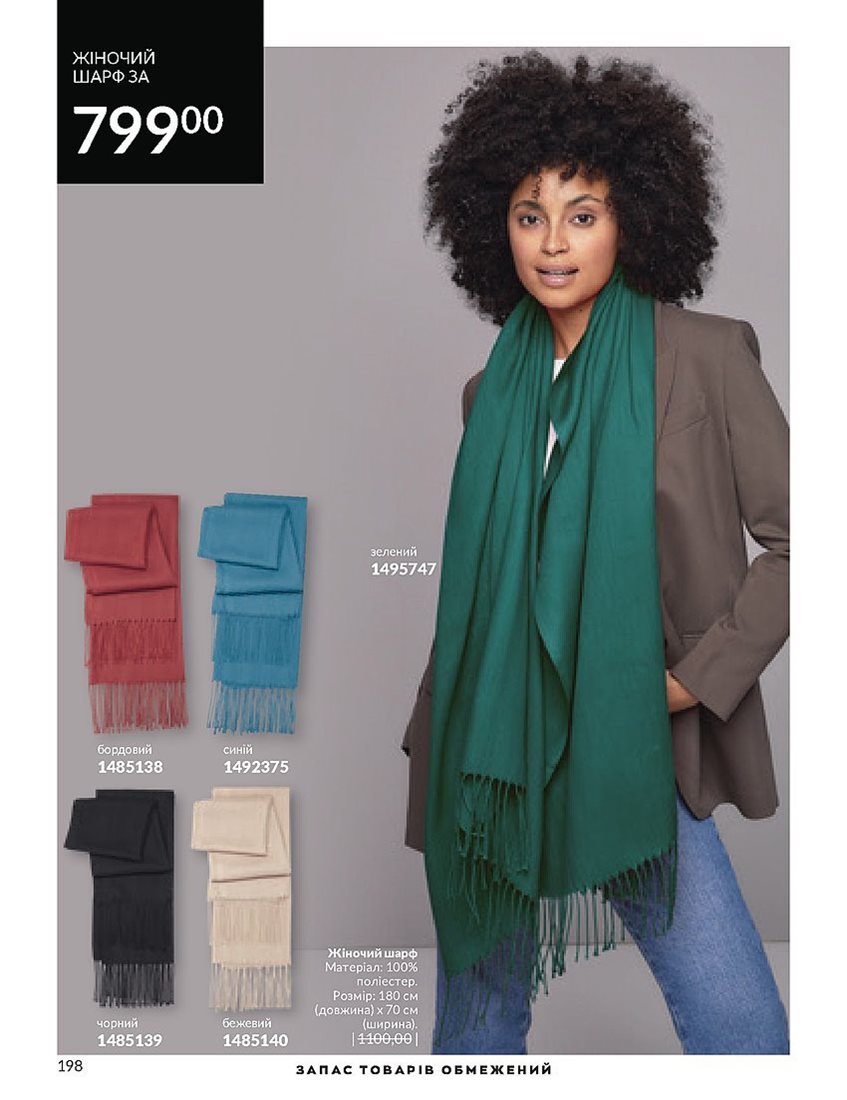 ЖІНОЧИЙ
ШАРФ ЗА
79900
зелений
1495747
бордовий
1485138
синій
1492375
чорний
1485139
бежевий
1485140
Жіночий шарф
Матеріал: 100%
поліестер.
Розмір: 180 см
(довжина) х 70 см
(ширина).
| 1100,00 |
198
ЗАПАС ТОВАРІВ ОБМЕЖЕНИЙ